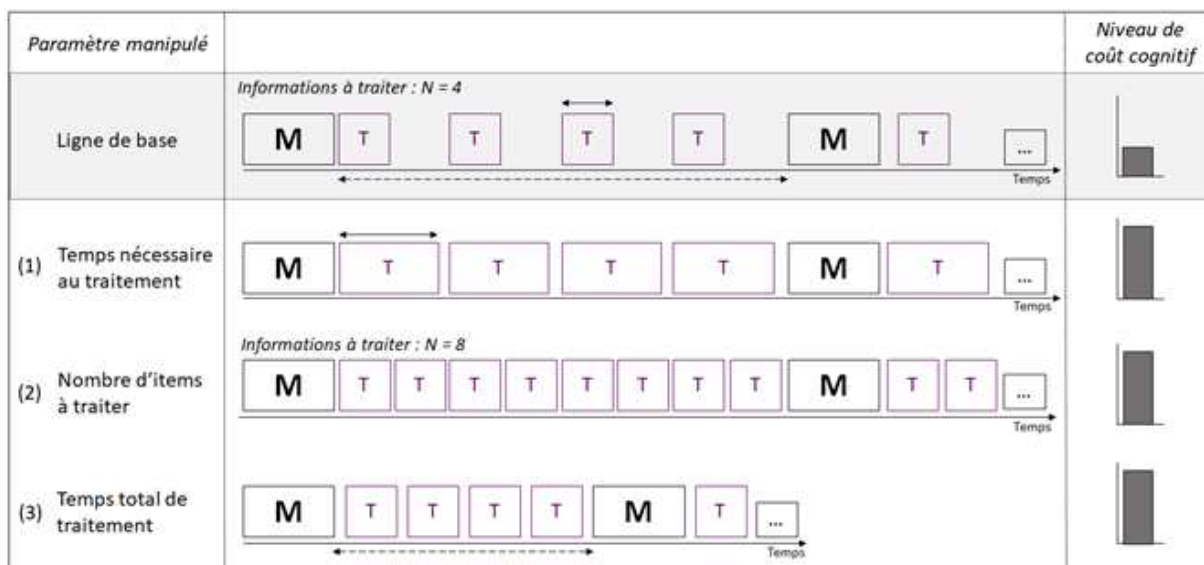 Paramètre manipulé
Niveau de
coût cognitif
Informations à traiter : N = 4
Ligne de base
M T T T T M T ...
Temps
(1) Temps nécessaire
au traitement
M T T T T M T ...
Temps
Informations à traiter : N = 8
(2) Nombre d'items
à traiter
M T T T T T T T T M T T ...
Temps
(3) Temps total de
traitement
M T T T T M T ...
Temps